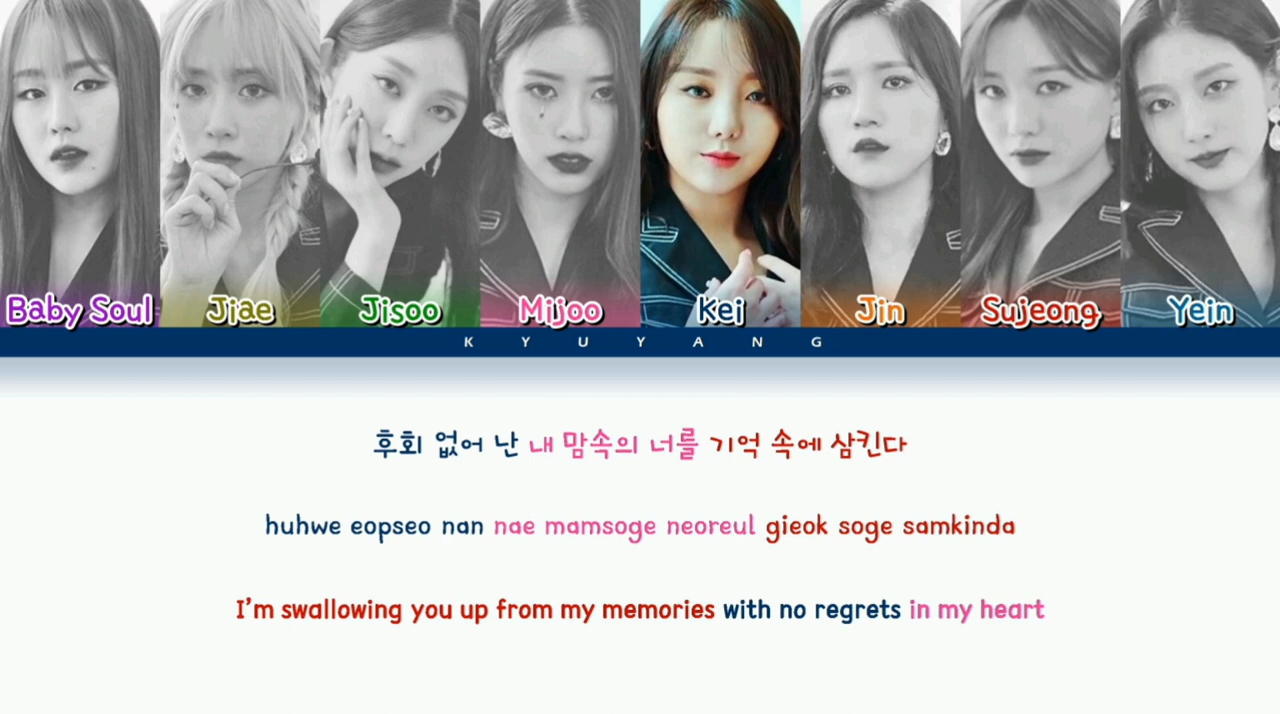 Baby Soul Jiae Jisoo Mijoo Kei Jin Sujeong Yein
K Y U Y A N G
후회 없어 난 내 맘속의 너를 기억 속에 삼킨다
huhwe eopseo nan nae mamsoge neoreul gieok soge samkinda
I'm swallowing you up from my memories with no regrets in my heart